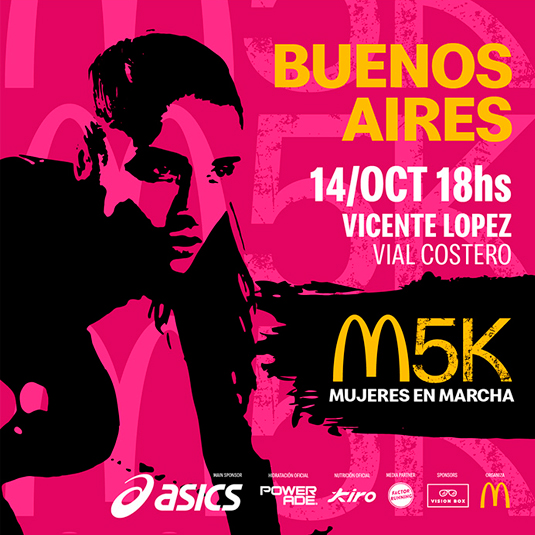 BUENOS
AIRES
14/OCT 18hs
VICENTE LOPEZ
VIAL COSTERO
M5K
MUJERES EN MARCHA
MAIN SPONSOR
asics
HIDRATACIÓN OFICIAL
POWERADE
NUTRICIÓN OFICIAL
kiro
MEDIA PARTNER
FACTOR RUNNING
SPONSORS
VISION BOX
ORGANIZA
M